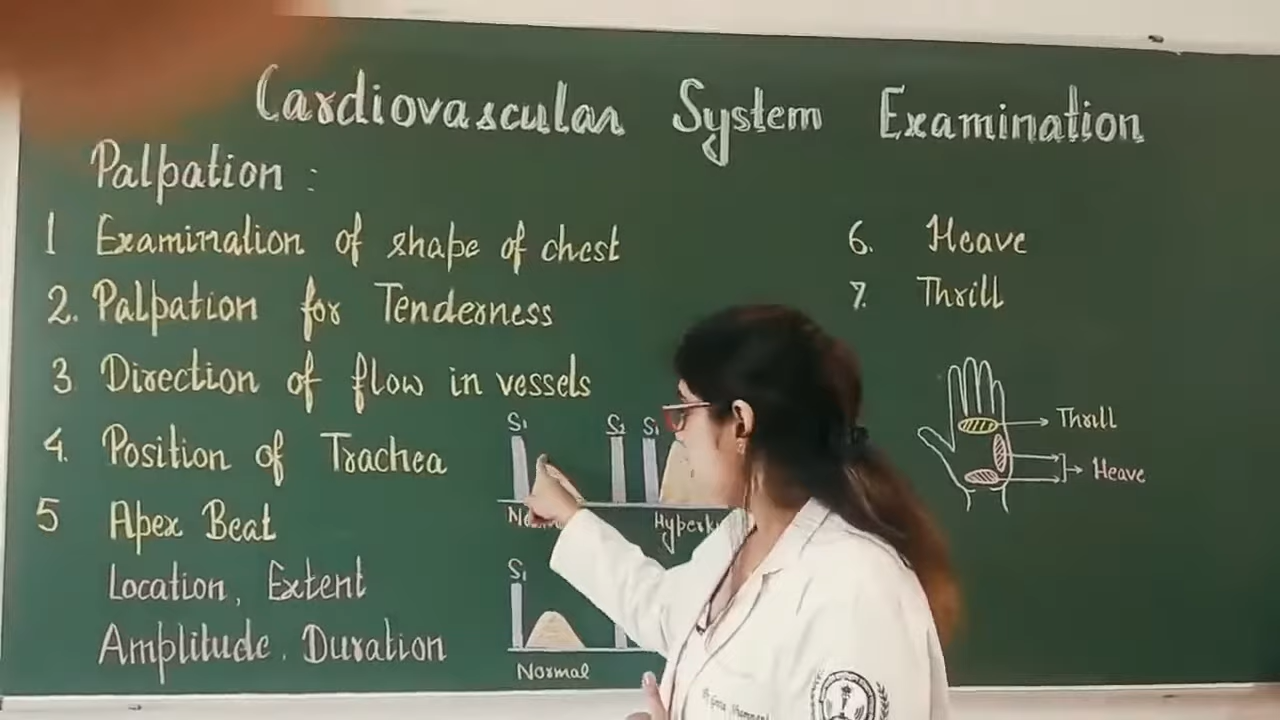 Cardiovascular System Examination
Palpation :
1 Examination of shape of chest
2. Palpation for Tenderness
3 Direction of flow in vessels
4. Position of Trachea
5 Apex Beat
Location, Extent
Amplitude. Duration
6. Heave
7. Thrill
S1 S2 S1
S1
Normal
Thrill
Heave